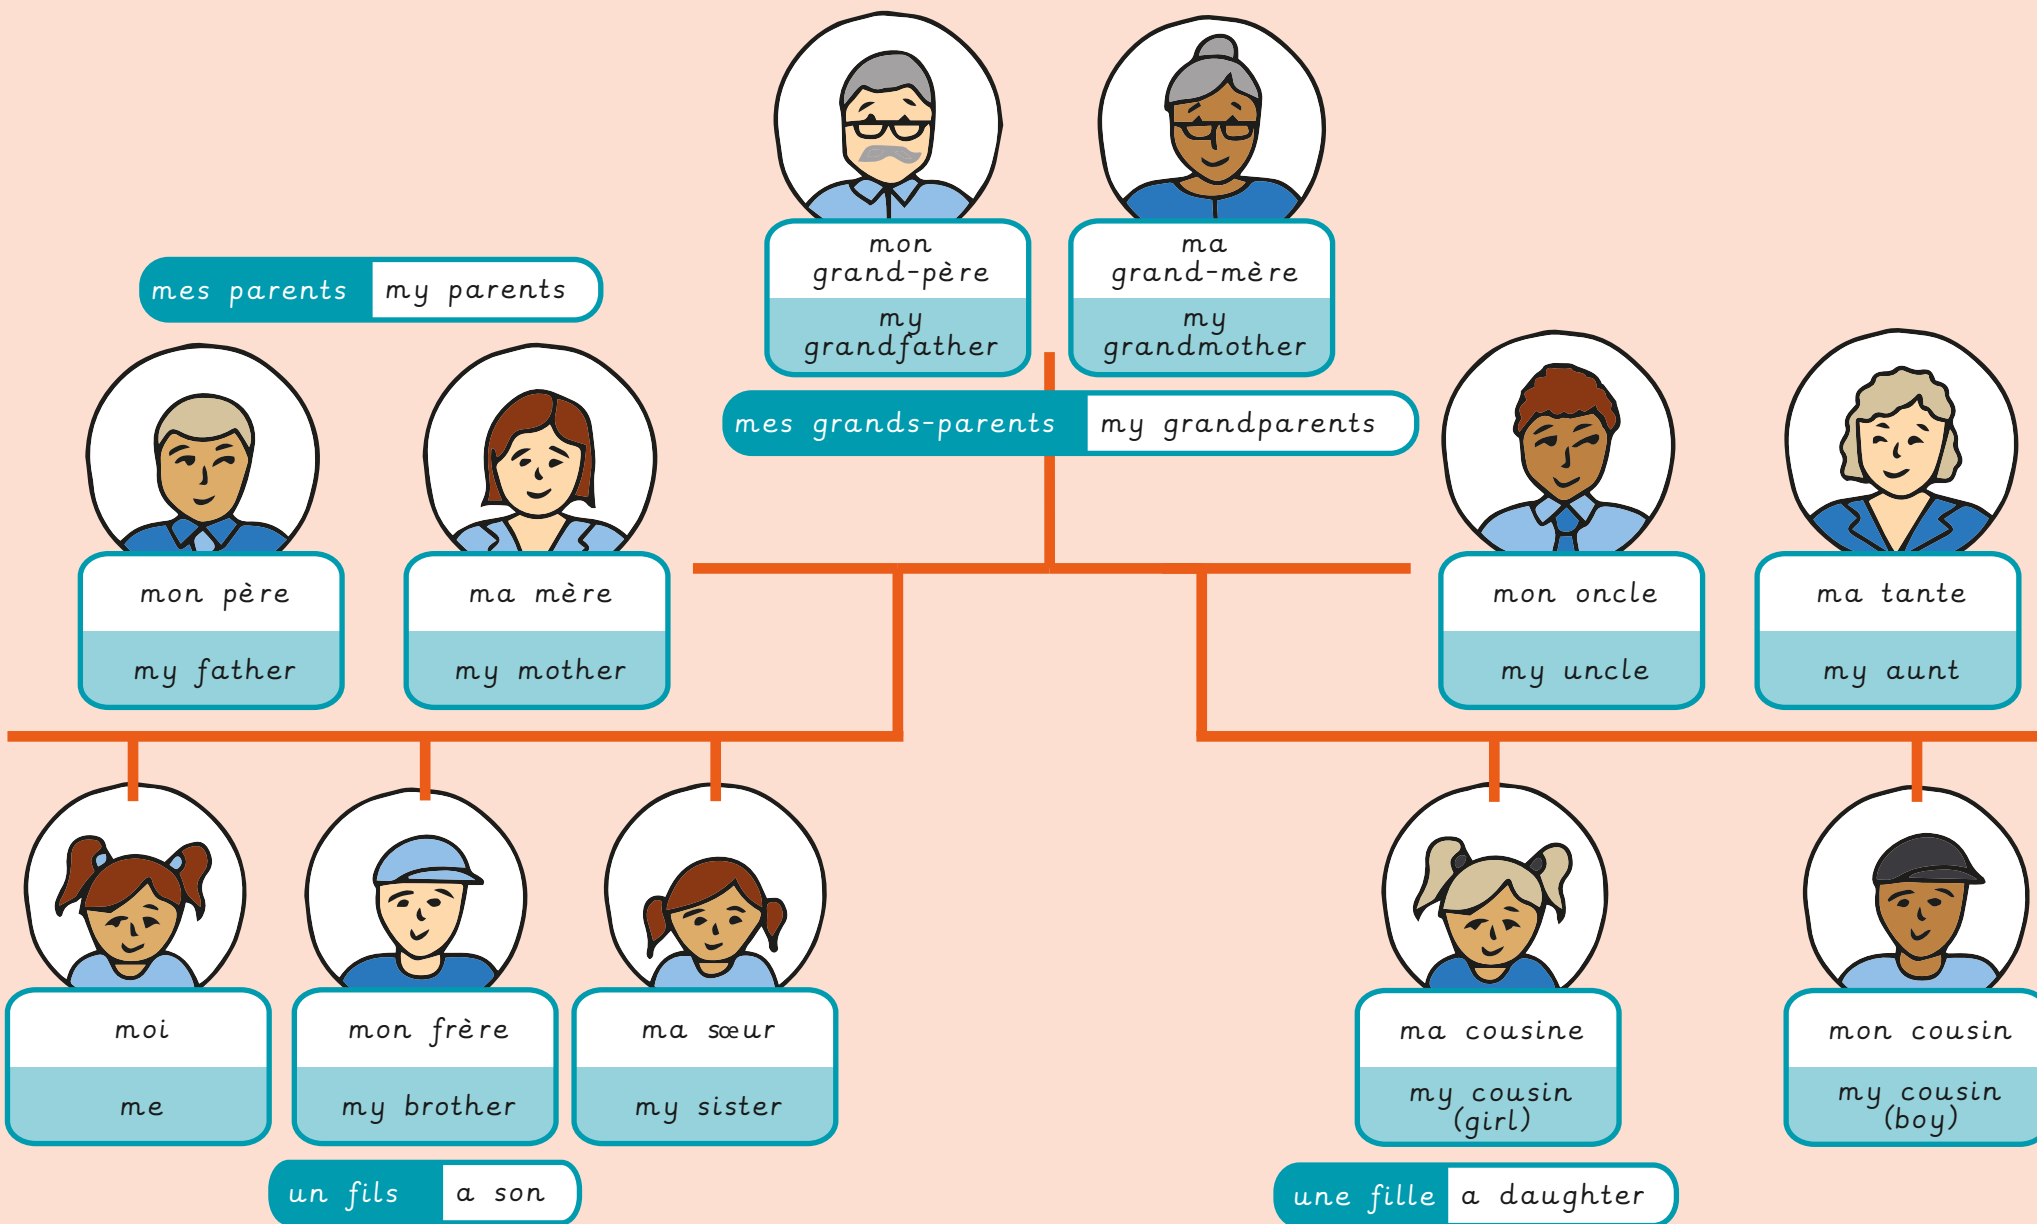 mon
grand-père
my
grandfather
ma
grand-mère
my
grandmother
mes parents my parents
mes grands-parents my grandparents
mon père
my father
ma mère
my mother
mon oncle
my uncle
ma tante
my aunt
moi
me
mon frère
my brother
ma sœur
my sister
ma cousine
my cousin
(girl)
mon cousin
my cousin
(boy)
un fils a son
une fille a daughter